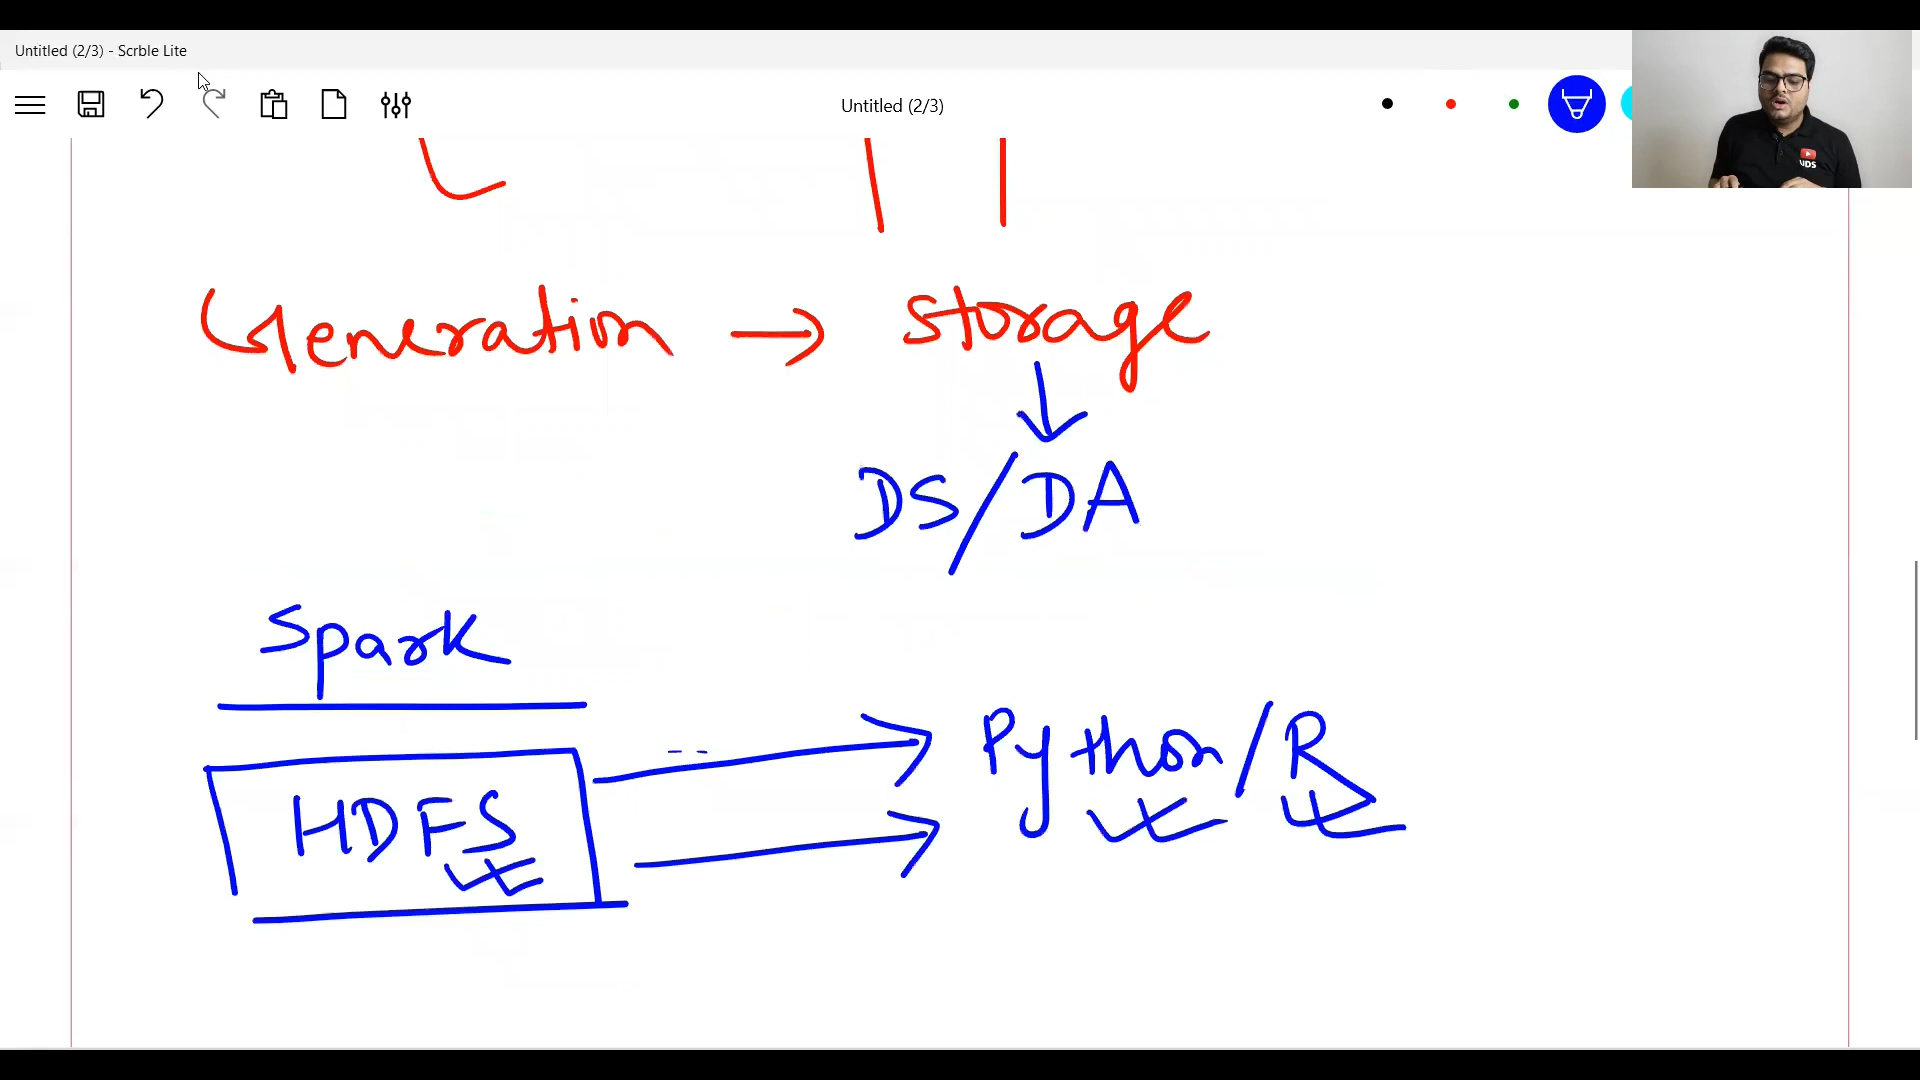 Untitled (2/3) - Scrble Lite
Untitled (2/3)
Generation → Storage
DS/DA
Spark
HDFS
Python/R